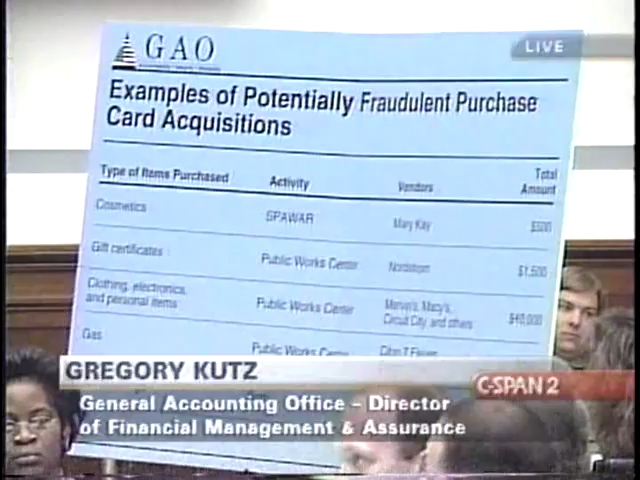 GAO
LIVE
Examples of Potentially Fraudulent Purchase
Card Acquisitions
Type of Items Purchased Activity Vendors Total Amount
Cosmetics SPAWAR Mary Kay $500
Gift certificates Public Works Center Nordstrom $1,500
Clothing, electronics,
and personal items Public Works Center Mervyn's, Macy's,
Circuit City, and others
Gas Public Works Center
GREGORY KUTZ
C-SPAN 2
General Accounting Office – Director
of Financial Management & Assurance